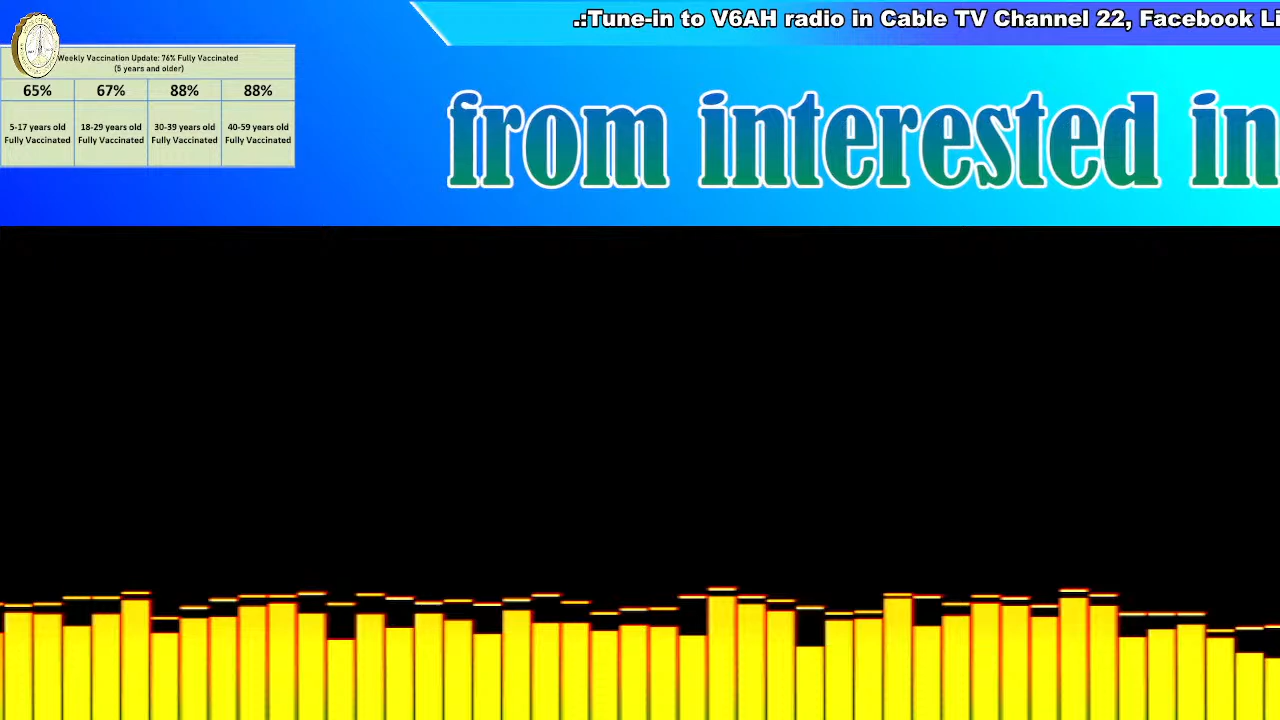 .:Tune-in to V6AH radio in Cable TV Channel 22, Facebook Li
Weekly Vaccination Update: 76% Fully Vaccinated
(5 years and older)
65% 67% 88% 88%
5-17 years old 18-29 years old 30-39 years old 40-59 years old
Fully Vaccinated Fully Vaccinated Fully Vaccinated Fully Vaccinated
from interested in